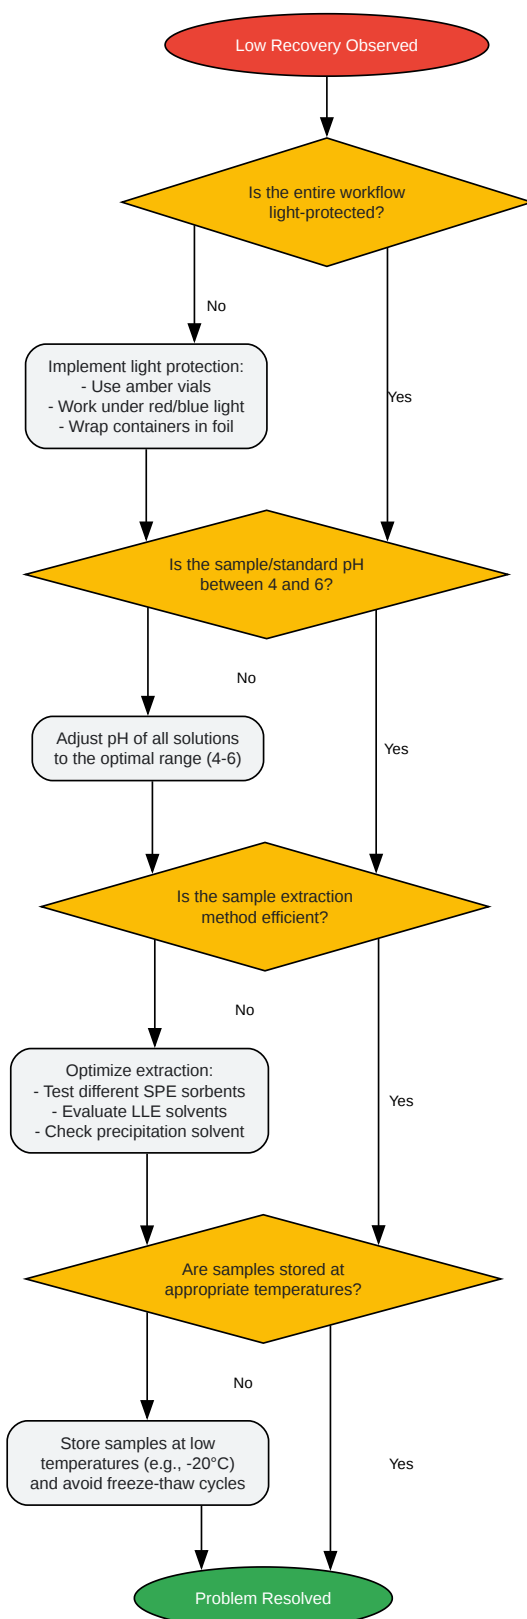 Low Recovery Observed
Is the entire workflow
light-protected?
No
Implement light protection:
- Use amber vials
- Work under red/blue light
- Wrap containers in foil
Yes
Is the sample/standard pH
between 4 and 6?
No
Adjust pH of all solutions
to the optimal range (4-6)
Yes
Is the sample extraction
method efficient?
No
Optimize extraction:
- Test different SPE sorbents
- Evaluate LLE solvents
- Check precipitation solvent
Yes
Are samples stored at
appropriate temperatures?
No
Store samples at low
temperatures (e.g., -20°C)
and avoid freeze-thaw cycles
Yes
Problem Resolved